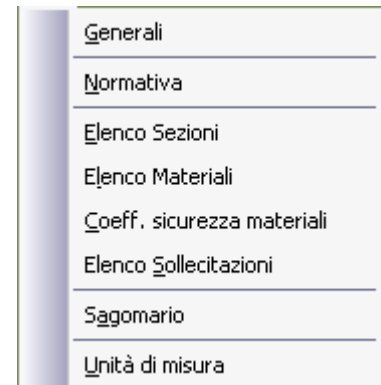 Generali
Normativa
Elenco Sezioni
Elenco Materiali
Coeff. sicurezza materiali
Elenco Sollecitazioni
Sagomario
Unità di misura